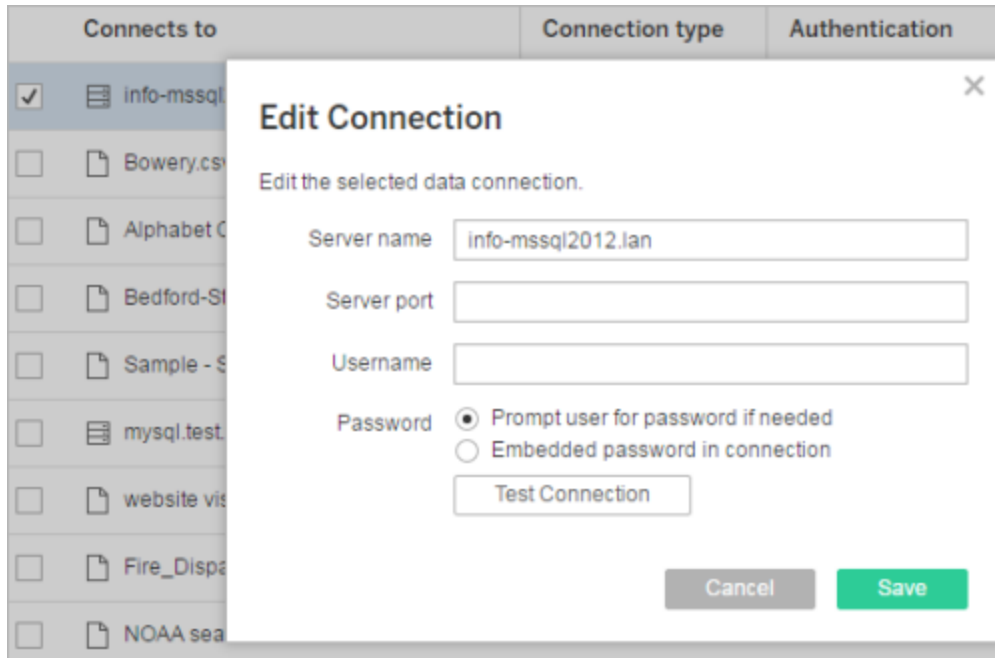 Connects to Connection type Authentication
info-mssql
Edit Connection
Bowery.csv
Edit the selected data connection.
Alphabet
Server name info-mssql2012.lan
Server port
Bedford-St
Username
Sample -
Password Prompt user for password if needed
mysql.test.
Embedded password in connection
Test Connection
website vis
Fire_Dispa
Cancel Save
NOAA sea